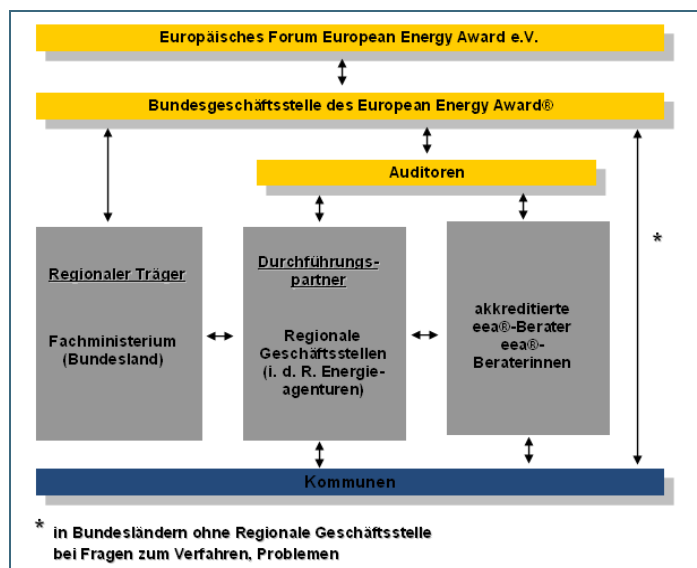 Europäisches Forum European Energy Award e.V.
Bundesgeschäftsstelle des European Energy Award®
Auditoren
*
Regionaler Träger
Fachministerium
(Bundesland)
Durchführungs-
partner
Regionale
Geschäftsstellen
(i. d. R. Energie-
agenturen)
akkreditierte
eea®-Berater
eea®-
Beraterinnen
Kommunen
* in Bundesländern ohne Regionale Geschäftsstelle
bei Fragen zum Verfahren, Problemen